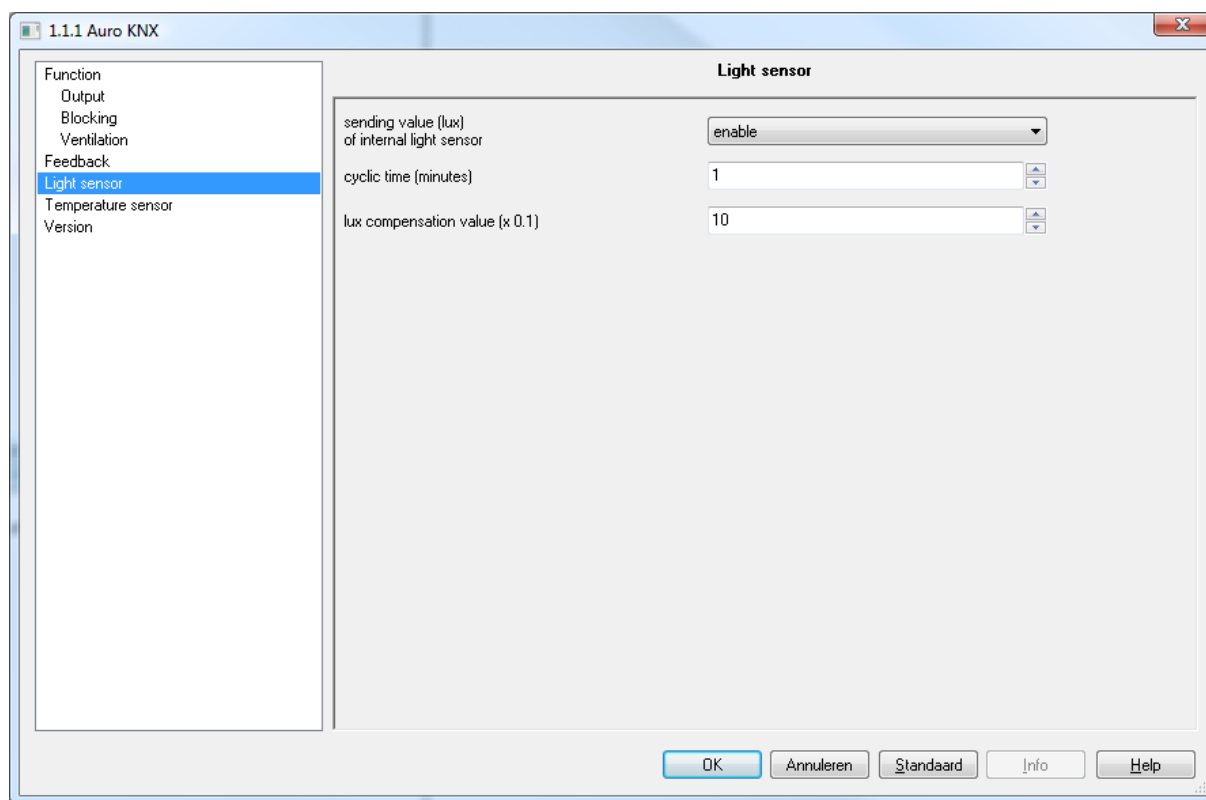 1.1.1 Auro KNX
Function
Output
Blocking
Ventilation
Feedback
Light sensor
Temperature sensor
Version
Light sensor
sending value (lux)
of internal light sensor
enable
cyclic time (minutes)
1
lux compensation value (x 0.1)
10
OK
Annuleren
Standaard
Info
Help